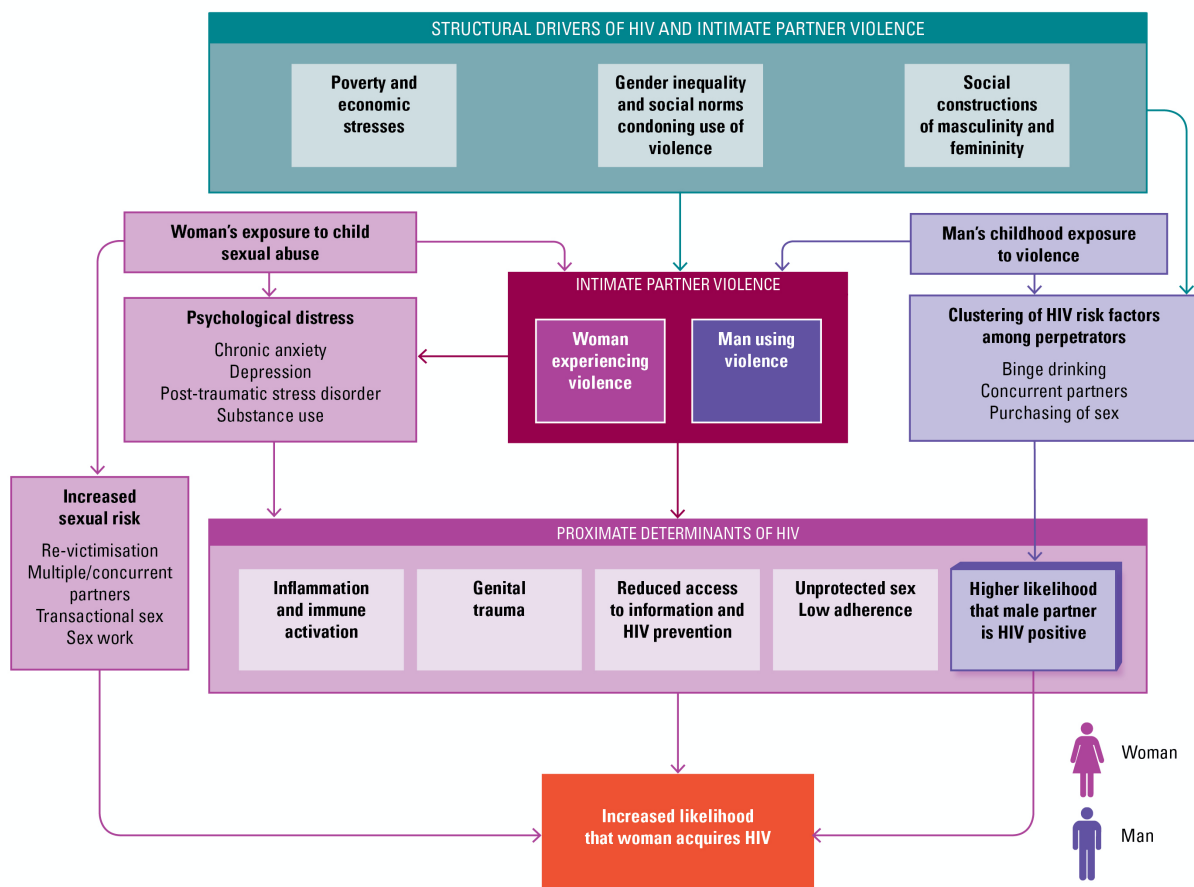 STRUCTURAL DRIVERS OF HIV AND INTIMATE PARTNER VIOLENCE
Poverty and
economic
stresses
Gender inequality
and social norms
condoning use of
violence
Social
constructions
of masculinity and
femininity
Woman’s exposure to child
sexual abuse
Man’s childhood exposure
to violence
INTIMATE PARTNER VIOLENCE
Woman
experiencing
violence
Man using
violence
Psychological distress
Chronic anxiety
Depression
Post-traumatic stress disorder
Substance use
Clustering of HIV risk factors
among perpetrators
Binge drinking
Concurrent partners
Purchasing of sex
Increased
sexual risk
Re-victimisation
Multiple/concurrent
partners
Transactional sex
Sex work
PROXIMATE DETERMINANTS OF HIV
Inflammation
and immune
activation
Genital
trauma
Reduced access
to information and
HIV prevention
Unprotected sex
Low adherence
Higher likelihood
that male partner
is HIV positive
Increased likelihood
that woman acquires HIV
Woman
Man